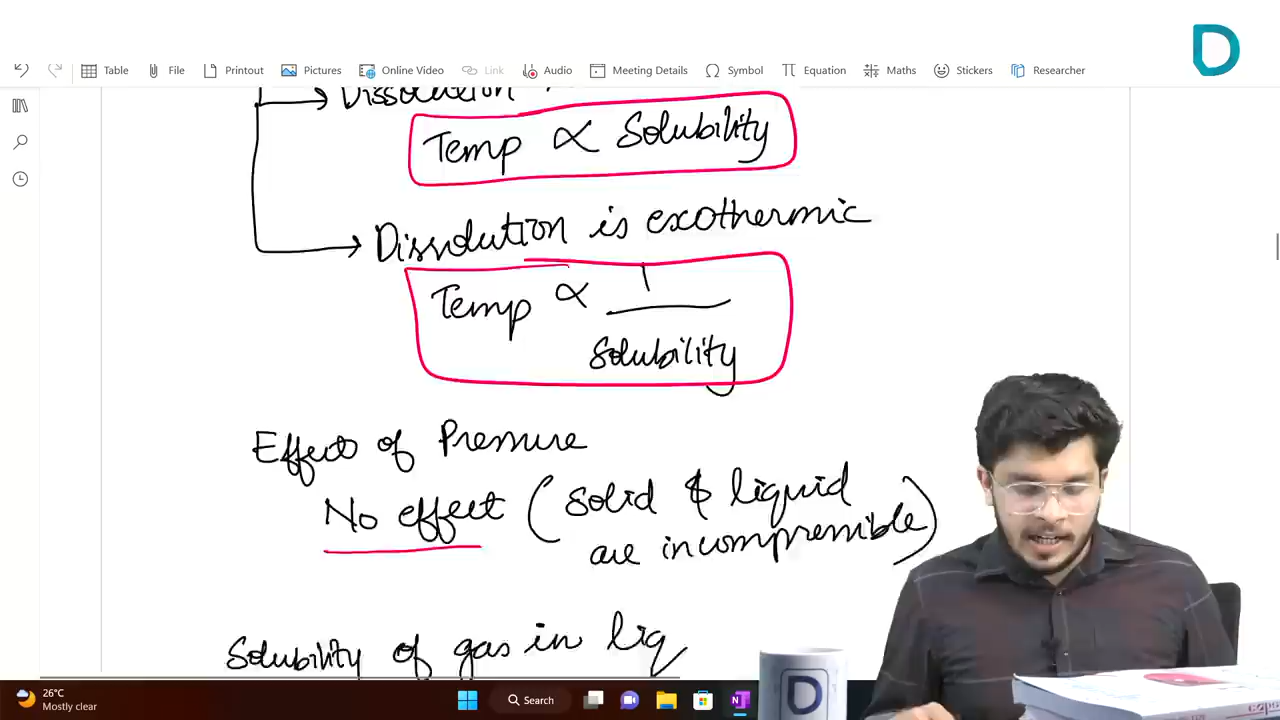 D
Table File Printout Pictures Online Video Link Audio Meeting Details Symbol Equation Maths Stickers Researcher
Dissolution
Temp ∝ Solubility
Dissolution is exothermic
Temp ∝ 1
Solubility
Effect of Pressure
No effect (Solid & liquid
are incompressible)
Solubility of gas in liq
D
26°C
Mostly clear
Search